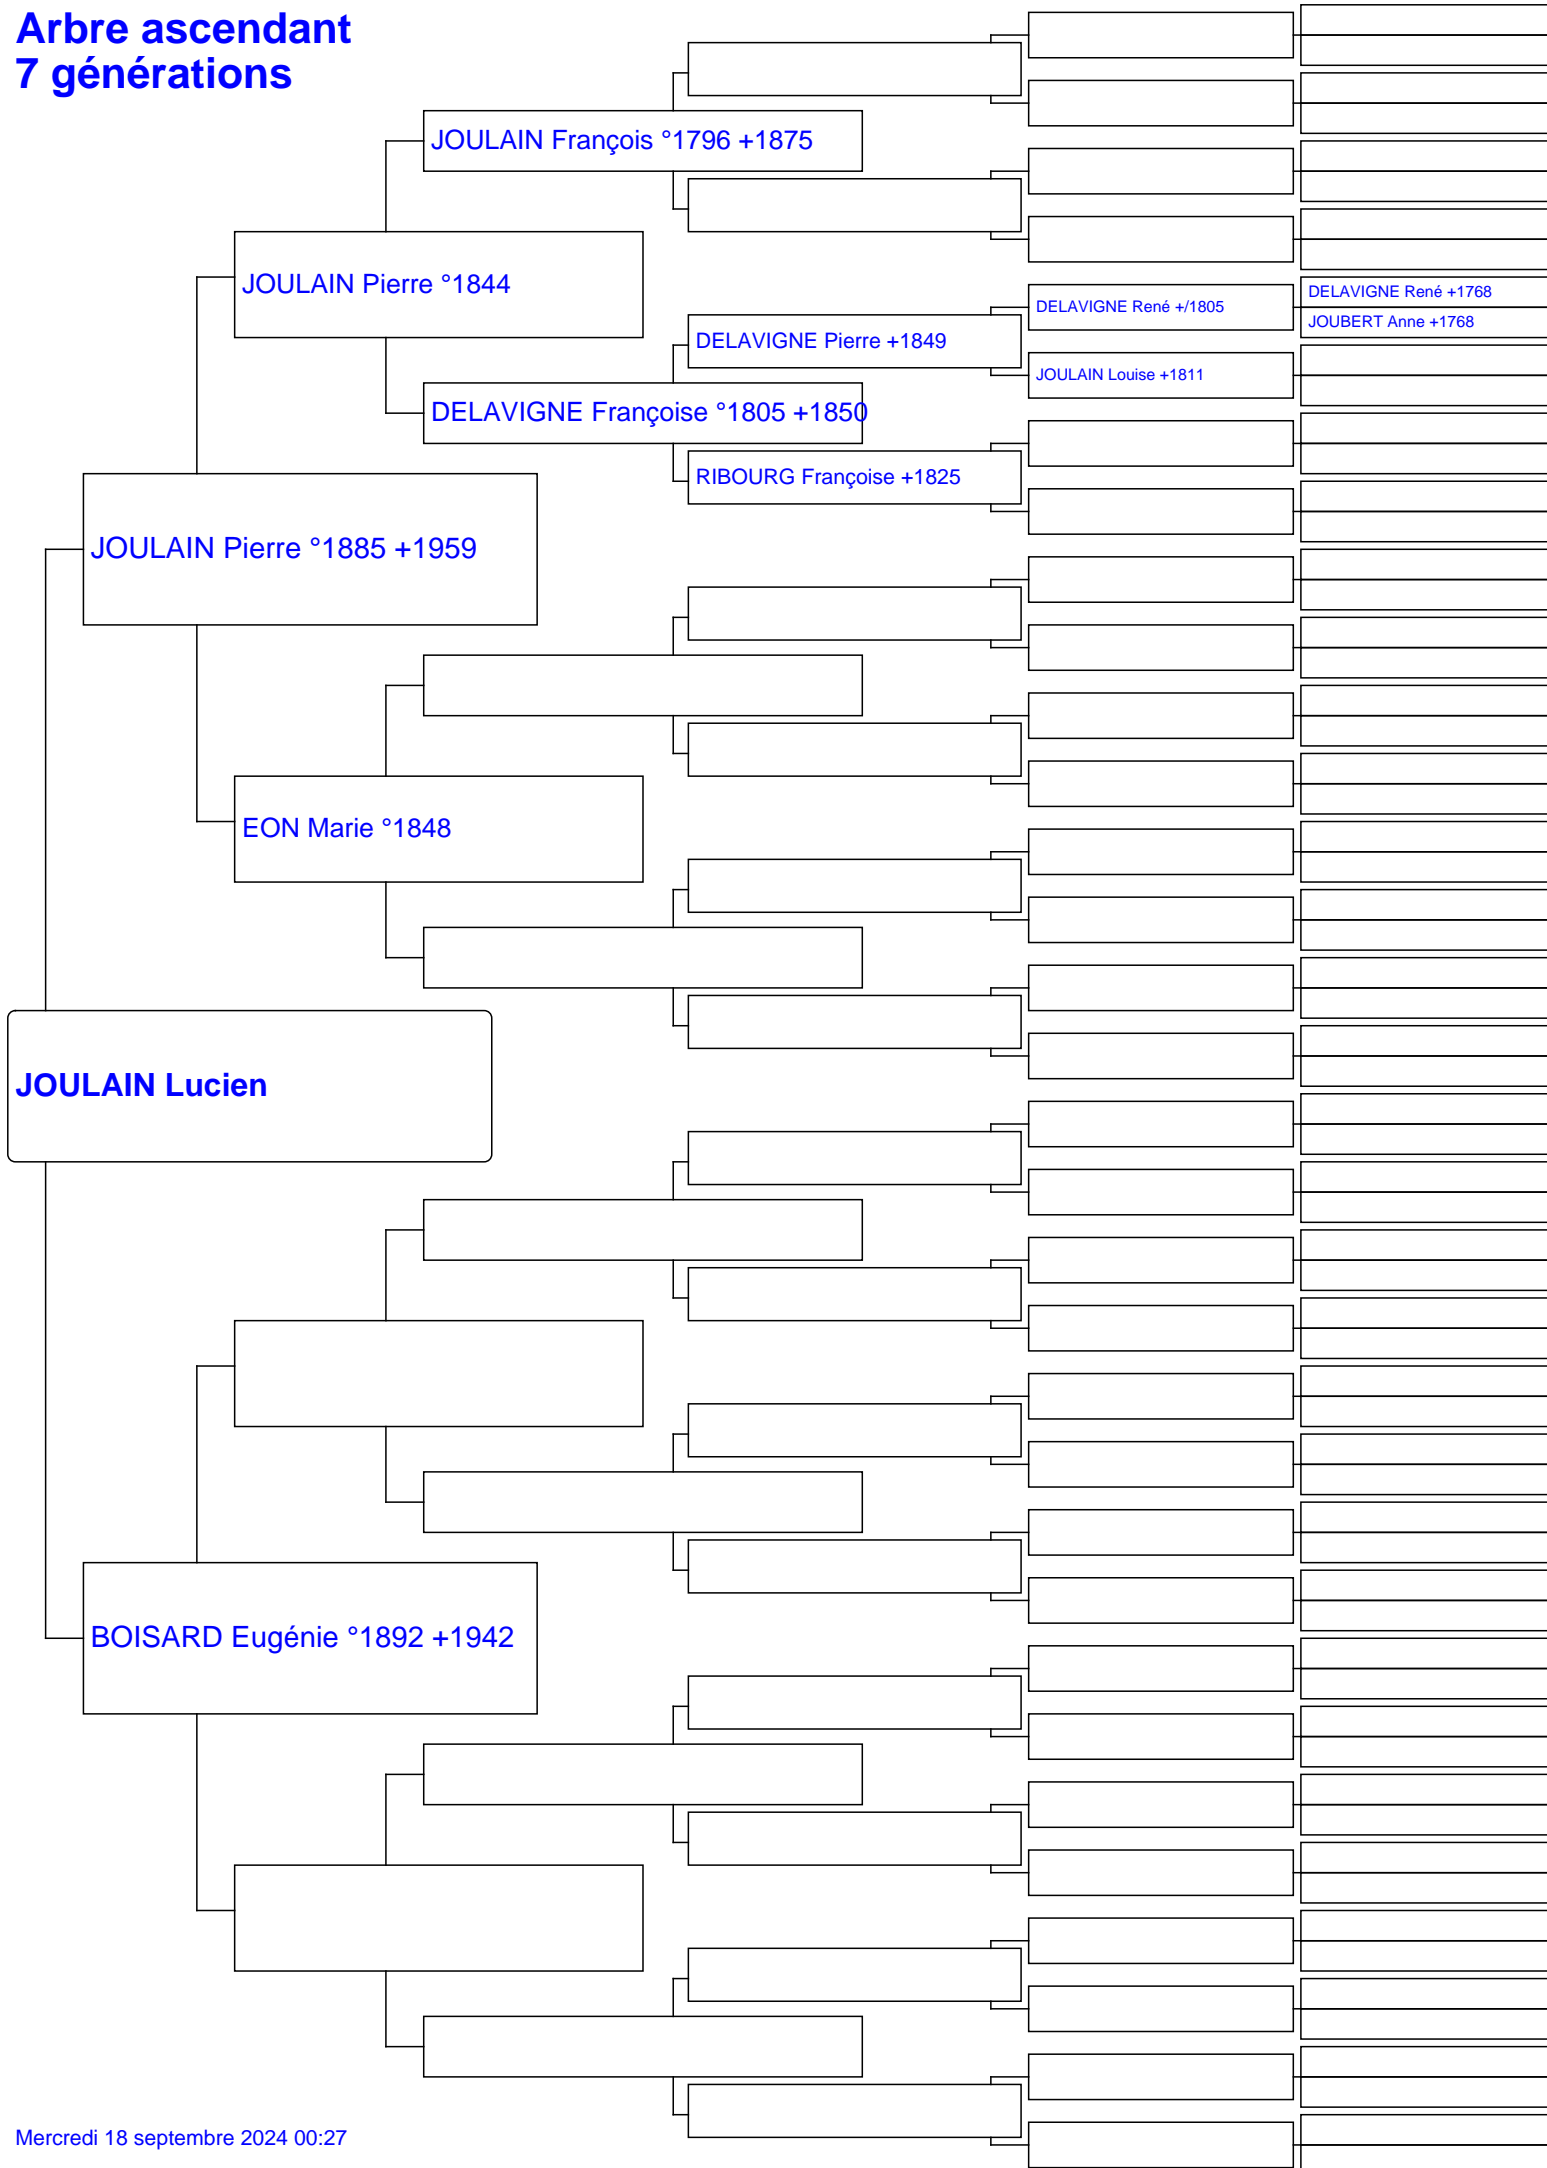 Arbre ascendant
7 générations
JOULAIN François °1796 +1875
JOULAIN Pierre °1844
DELAVIGNE René +/1805
DELAVIGNE René +1768
JOUBERT Anne +1768
DELAVIGNE Pierre +1849
JOULAIN Louise +1811
DELAVIGNE Françoise °1805 +1850
RIBOURG Françoise +1825
JOULAIN Pierre °1885 +1959
EON Marie °1848
JOULAIN Lucien
BOISARD Eugénie °1892 +1942
Mercredi 18 septembre 2024 00:27